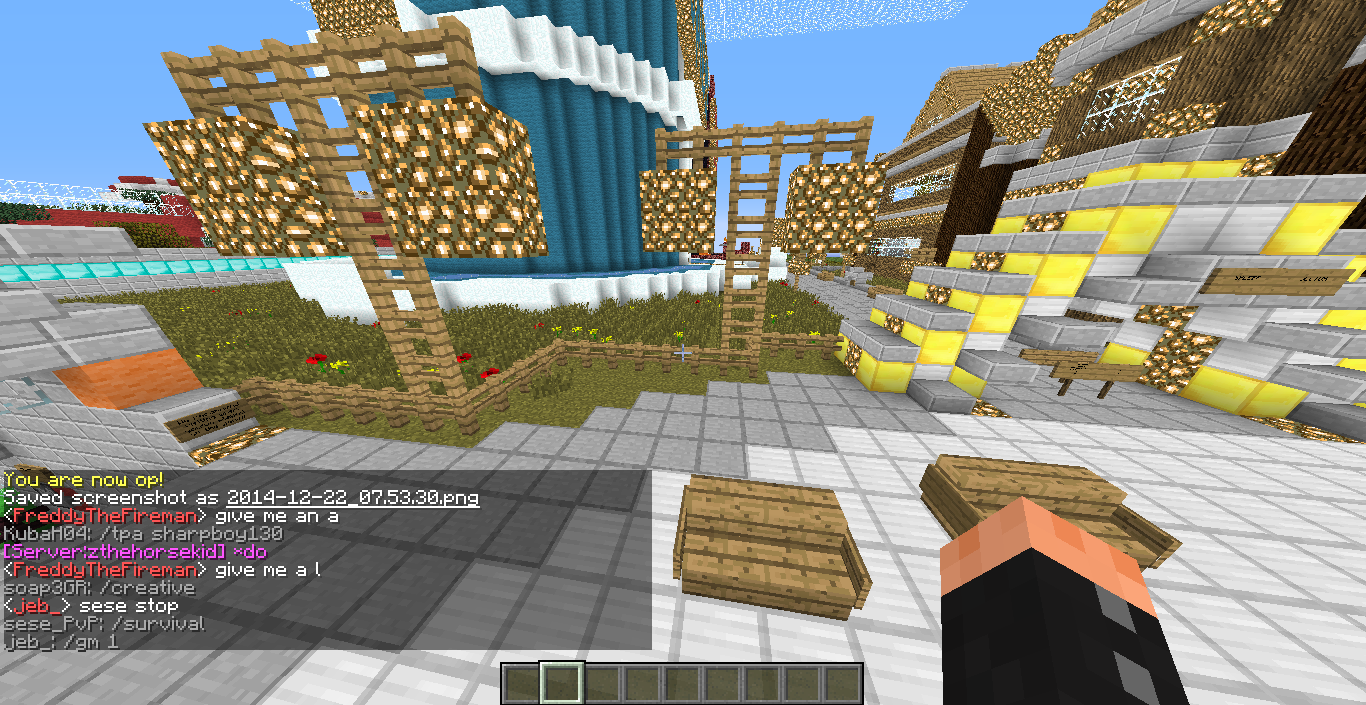 You are now op!
Saved screenshot as 2014-12-22_07.53.30.png
<FreddyTheFireman> give me an a
KubaH04: /tpa sharpboy130
[Server:zthehorsekid] *do
<FreddyTheFireman> give me a l
soap3GR: /creative
<jeb_> sese stop
sese_PvP: /survival
jeb_: /gm 1